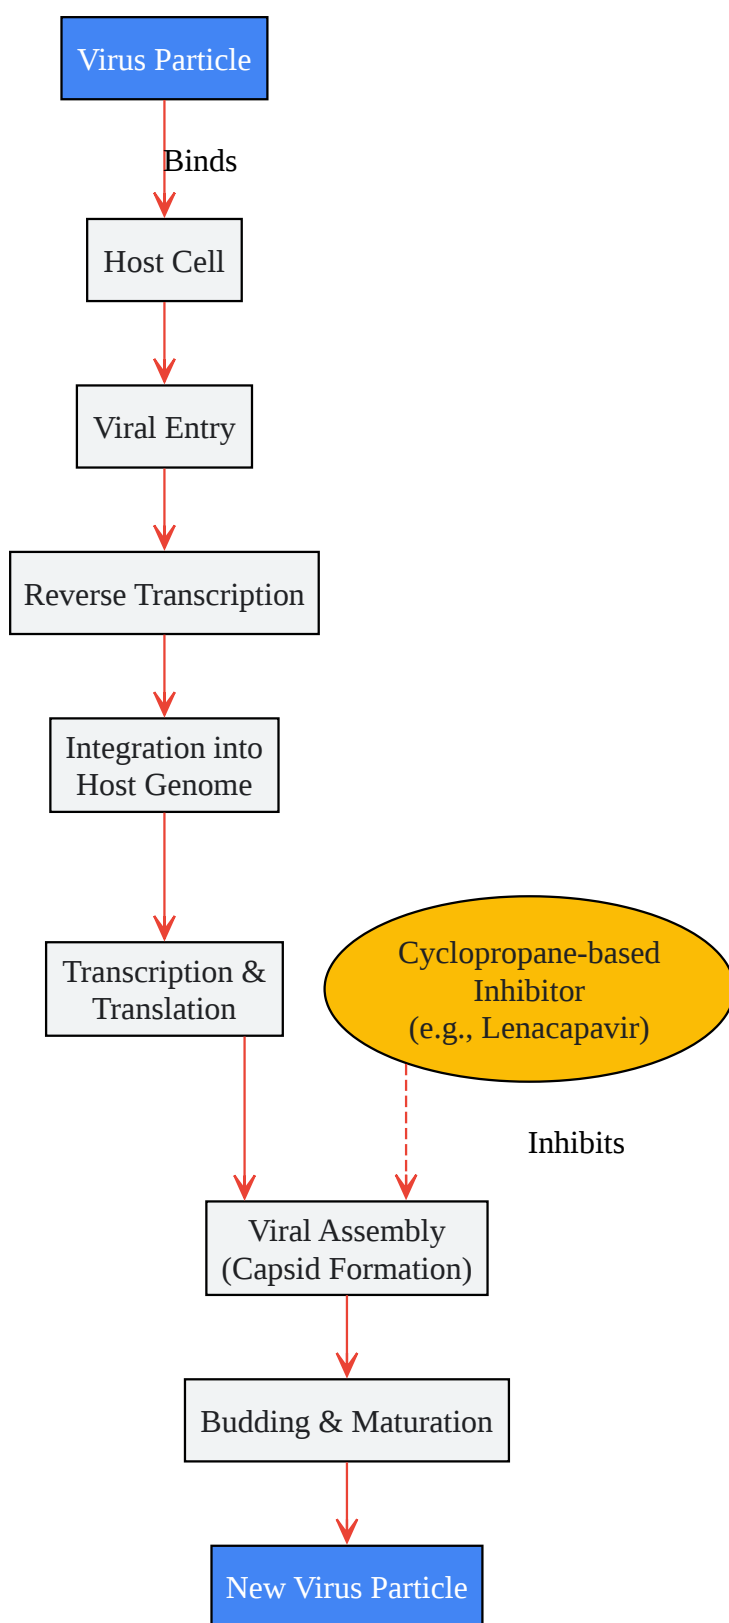 Virus Particle
Binds
Host Cell
Viral Entry
Reverse Transcription
Integration into
Host Genome
Transcription &
Translation
Cyclopropane-based
Inhibitor
(e.g., Lenacapavir)
Inhibits
Viral Assembly
(Capsid Formation)
Budding & Maturation
New Virus Particle